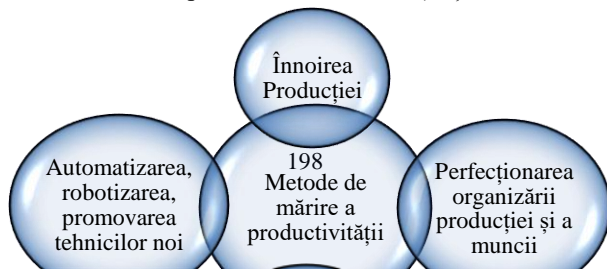 Înnoirea
Producției
Automatizarea,
robotizarea,
promovarea
tehnicilor noi
198
Metode de
mărire a
productivității
Perfecționarea
organizării
producției și a
muncii